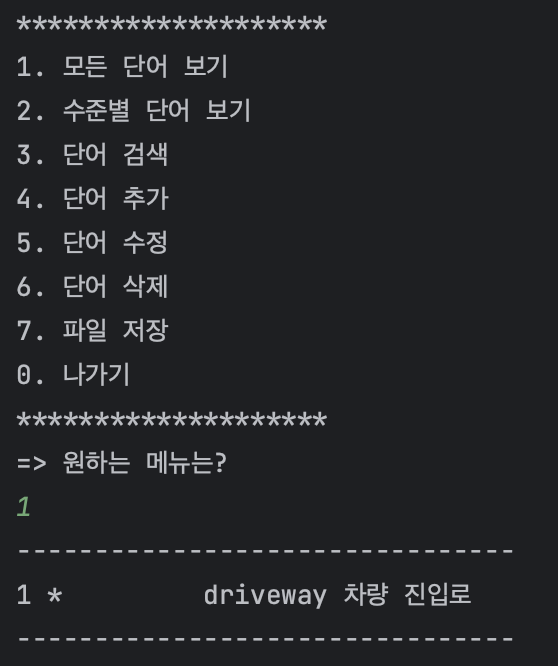 ********************
1. 모든 단어 보기
2. 수준별 단어 보기
3. 단어 검색
4. 단어 추가
5. 단어 수정
6. 단어 삭제
7. 파일 저장
0. 나가기
********************
=> 원하는 메뉴는?
1
--------------------------------
1 *         driveway 차량 진입로
--------------------------------